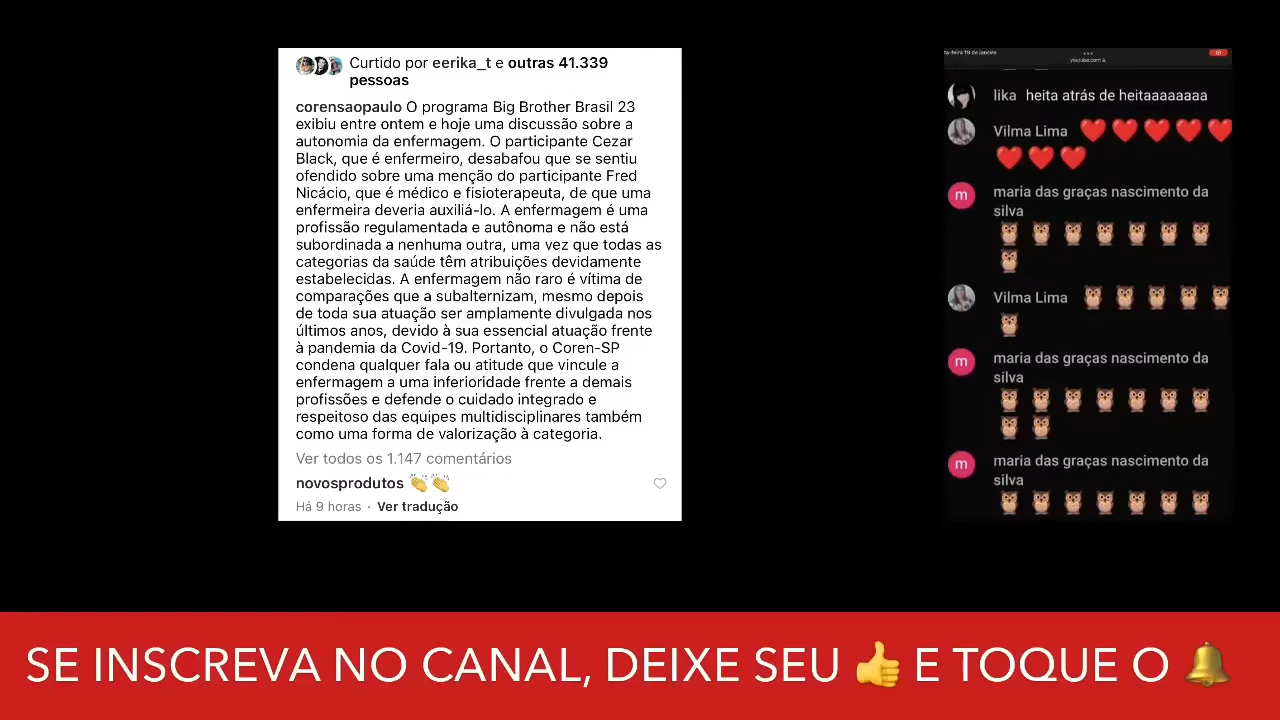 Curtido por eerika_t e outras 41.339
pessoas
corensaopaulo O programa Big Brother Brasil 23
exibiu entre ontem e hoje uma discussão sobre a
autonomia da enfermagem. O participante Cezar
Black, que é enfermeiro, desabafou que se sentiu
ofendido sobre uma menção do participante Fred
Nicácio, que é médico e fisioterapeuta, de que uma
enfermeira deveria auxiliá-lo. A enfermagem é uma
profissão regulamentada e autônoma e não está
subordinada a nenhuma outra, uma vez que todas as
categorias da saúde têm atribuições devidamente
estabelecidas. A enfermagem não raro é vítima de
comparações que a subalternizam, mesmo depois
de toda sua atuação ser amplamente divulgada nos
últimos anos, devido à sua essencial atuação frente
à pandemia da Covid-19. Portanto, o Coren-SP
condena qualquer fala ou atitude que vincule a
enfermagem a uma inferioridade frente a demais
profissões e defende o cuidado integrado e
respeitoso das equipes multidisciplinares também
como uma forma de valorização à categoria.
Ver todos os 1.147 comentários
novosprodutos 👏👏
Há 9 horas · Ver tradução
ta-feira 19 de janeiro
youtube.com
lika heita atrás de heitaaaaaaaa
Vilma Lima ❤️❤️❤️❤️❤️
❤️❤️❤️
m maria das graças nascimento da
silva
🦉🦉🦉🦉🦉🦉🦉
🦉
Vilma Lima 🦉🦉🦉🦉🦉
🦉
m maria das graças nascimento da
silva
🦉🦉🦉🦉🦉🦉🦉
🦉🦉
m maria das graças nascimento da
silva
🦉🦉🦉🦉🦉🦉🦉
SE INSCREVA NO CANAL, DEIXE SEU 👍 E TOQUE O 🔔